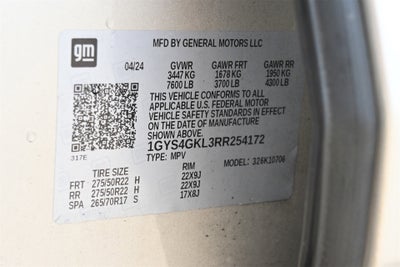 gm
MFD BY GENERAL MOTORS LLC
04/24 GVWR GAWR FRT GAWR RR
3447 KG 1678 KG 1950 KG
7600 LB 3700 LB 4300 LB
THIS VEHICLE CONFORMS TO ALL
APPLICABLE U.S. FEDERAL MOTOR
VEHICLE SAFETY STANDARDS IN EFFECT
ON THE DATE OF MANUFACTURE
SHOWN ABOVE.
1GYS4GKL3RR254172
317E TYPE: MPV MODEL: 326K10706
TIRE SIZE RIM
FRT 275/50R22 H 22X9J
RR 275/50R22 H 22X9J
SPA 265/70R17 S 17X8J